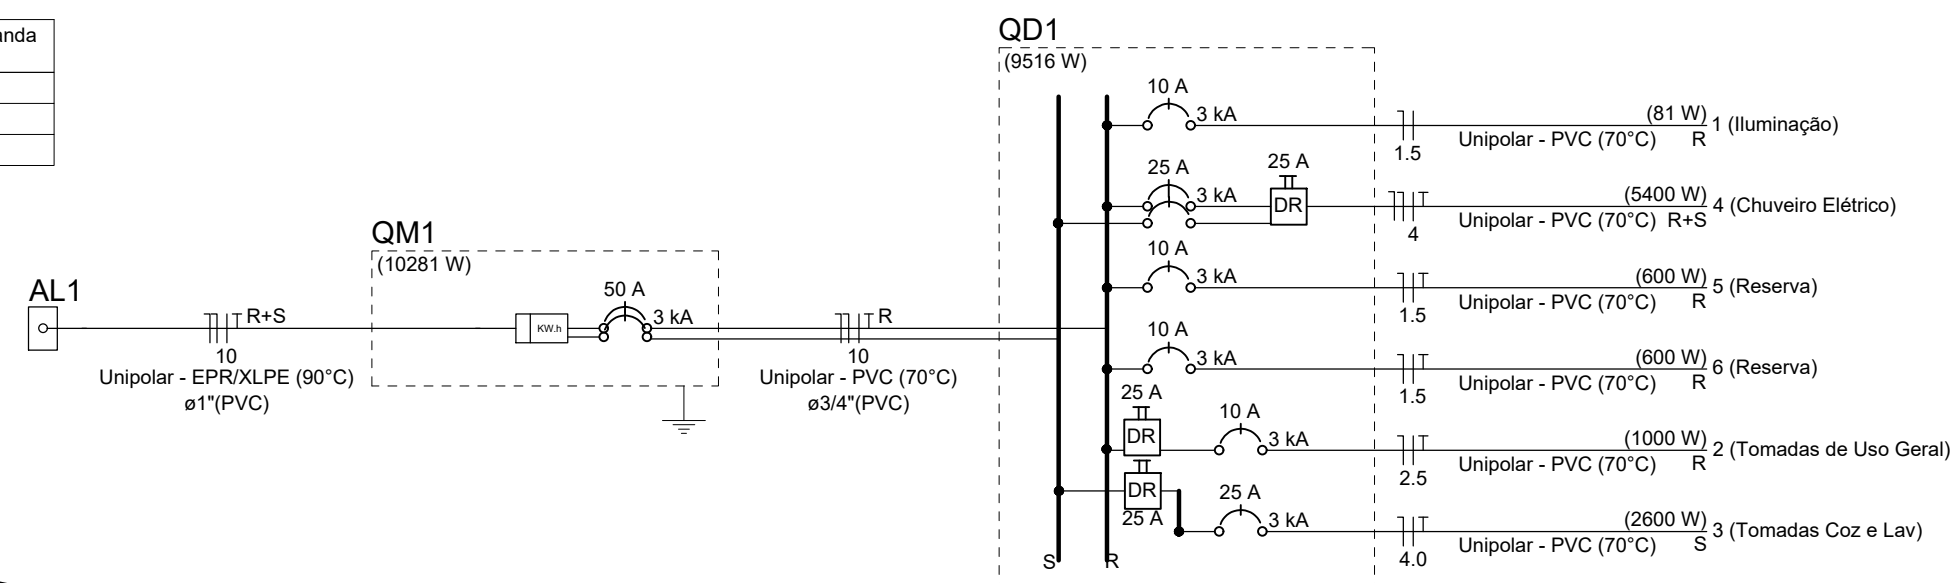 QD1
(9516 W)
10 A
3 kA
(81 W)
1 (Iluminação)
1.5
Unipolar - PVC (70°C) R
25 A
3 kA
25 A
DR
(5400 W)
4 (Chuveiro Elétrico)
4
Unipolar - PVC (70°C) R+S
QM1
(10281 W)
10 A
3 kA
(600 W)
5 (Reserva)
1.5
Unipolar - PVC (70°C) R
AL1
R+S
10
Unipolar - EPR/XLPE (90°C)
ø1"(PVC)
KW.h
50 A
3 kA
R
10
Unipolar - PVC (70°C)
ø3/4"(PVC)
10 A
3 kA
(600 W)
6 (Reserva)
1.5
Unipolar - PVC (70°C) R
25 A
DR
10 A
3 kA
(1000 W)
2 (Tomadas de Uso Geral)
2.5
Unipolar - PVC (70°C) R
DR
25 A
25 A
3 kA
(2600 W)
3 (Tomadas Coz e Lav)
4.0
Unipolar - PVC (70°C) S
S R